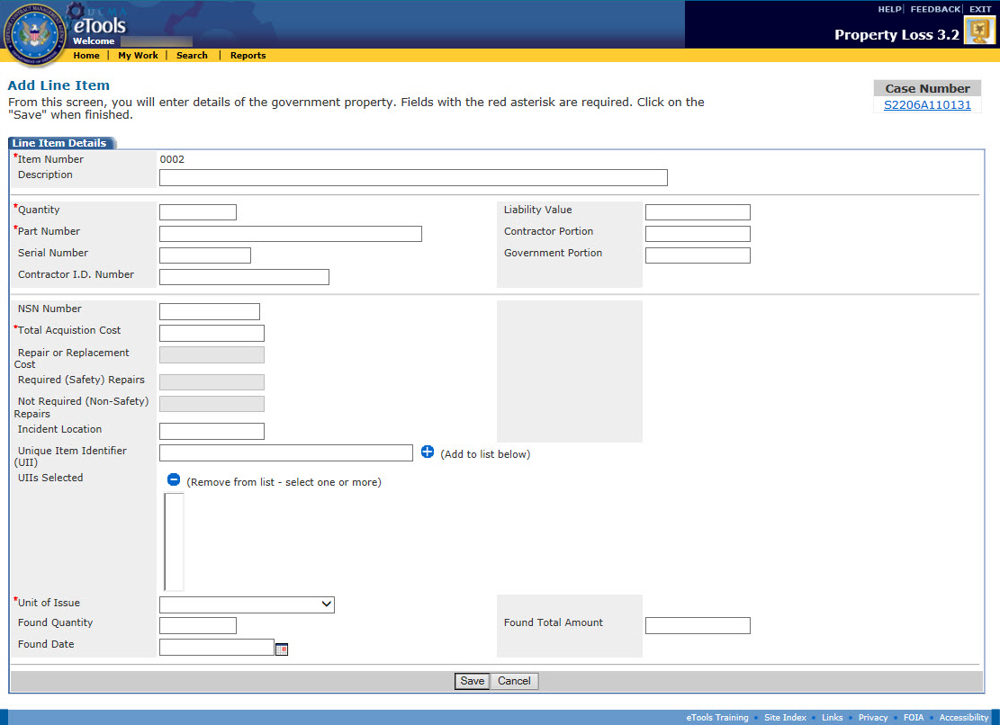 HELP | FEEDBACK | EXIT
DCMA
eTools
Welcome
Property Loss 3.2
Home | My Work | Search | Reports
Add Line Item
From this screen, you will enter details of the government property. Fields with the red asterisk are required. Click on the
"Save" when finished.
Case Number
S2206A110131
Line Item Details
*Item Number 0002
Description
*Quantity Liability Value
*Part Number Contractor Portion
Serial Number Government Portion
Contractor I.D. Number
NSN Number
*Total Acquistion Cost
Repair or Replacement
Cost
Required (Safety) Repairs
Not Required (Non-Safety)
Repairs
Incident Location
Unique Item Identifier
(UII)
(Add to list below)
UIIs Selected
(Remove from list - select one or more)
*Unit of Issue
Found Quantity Found Total Amount
Found Date
Save Cancel
eTools Training • Site Index • Links • Privacy • FOIA • Accessibility